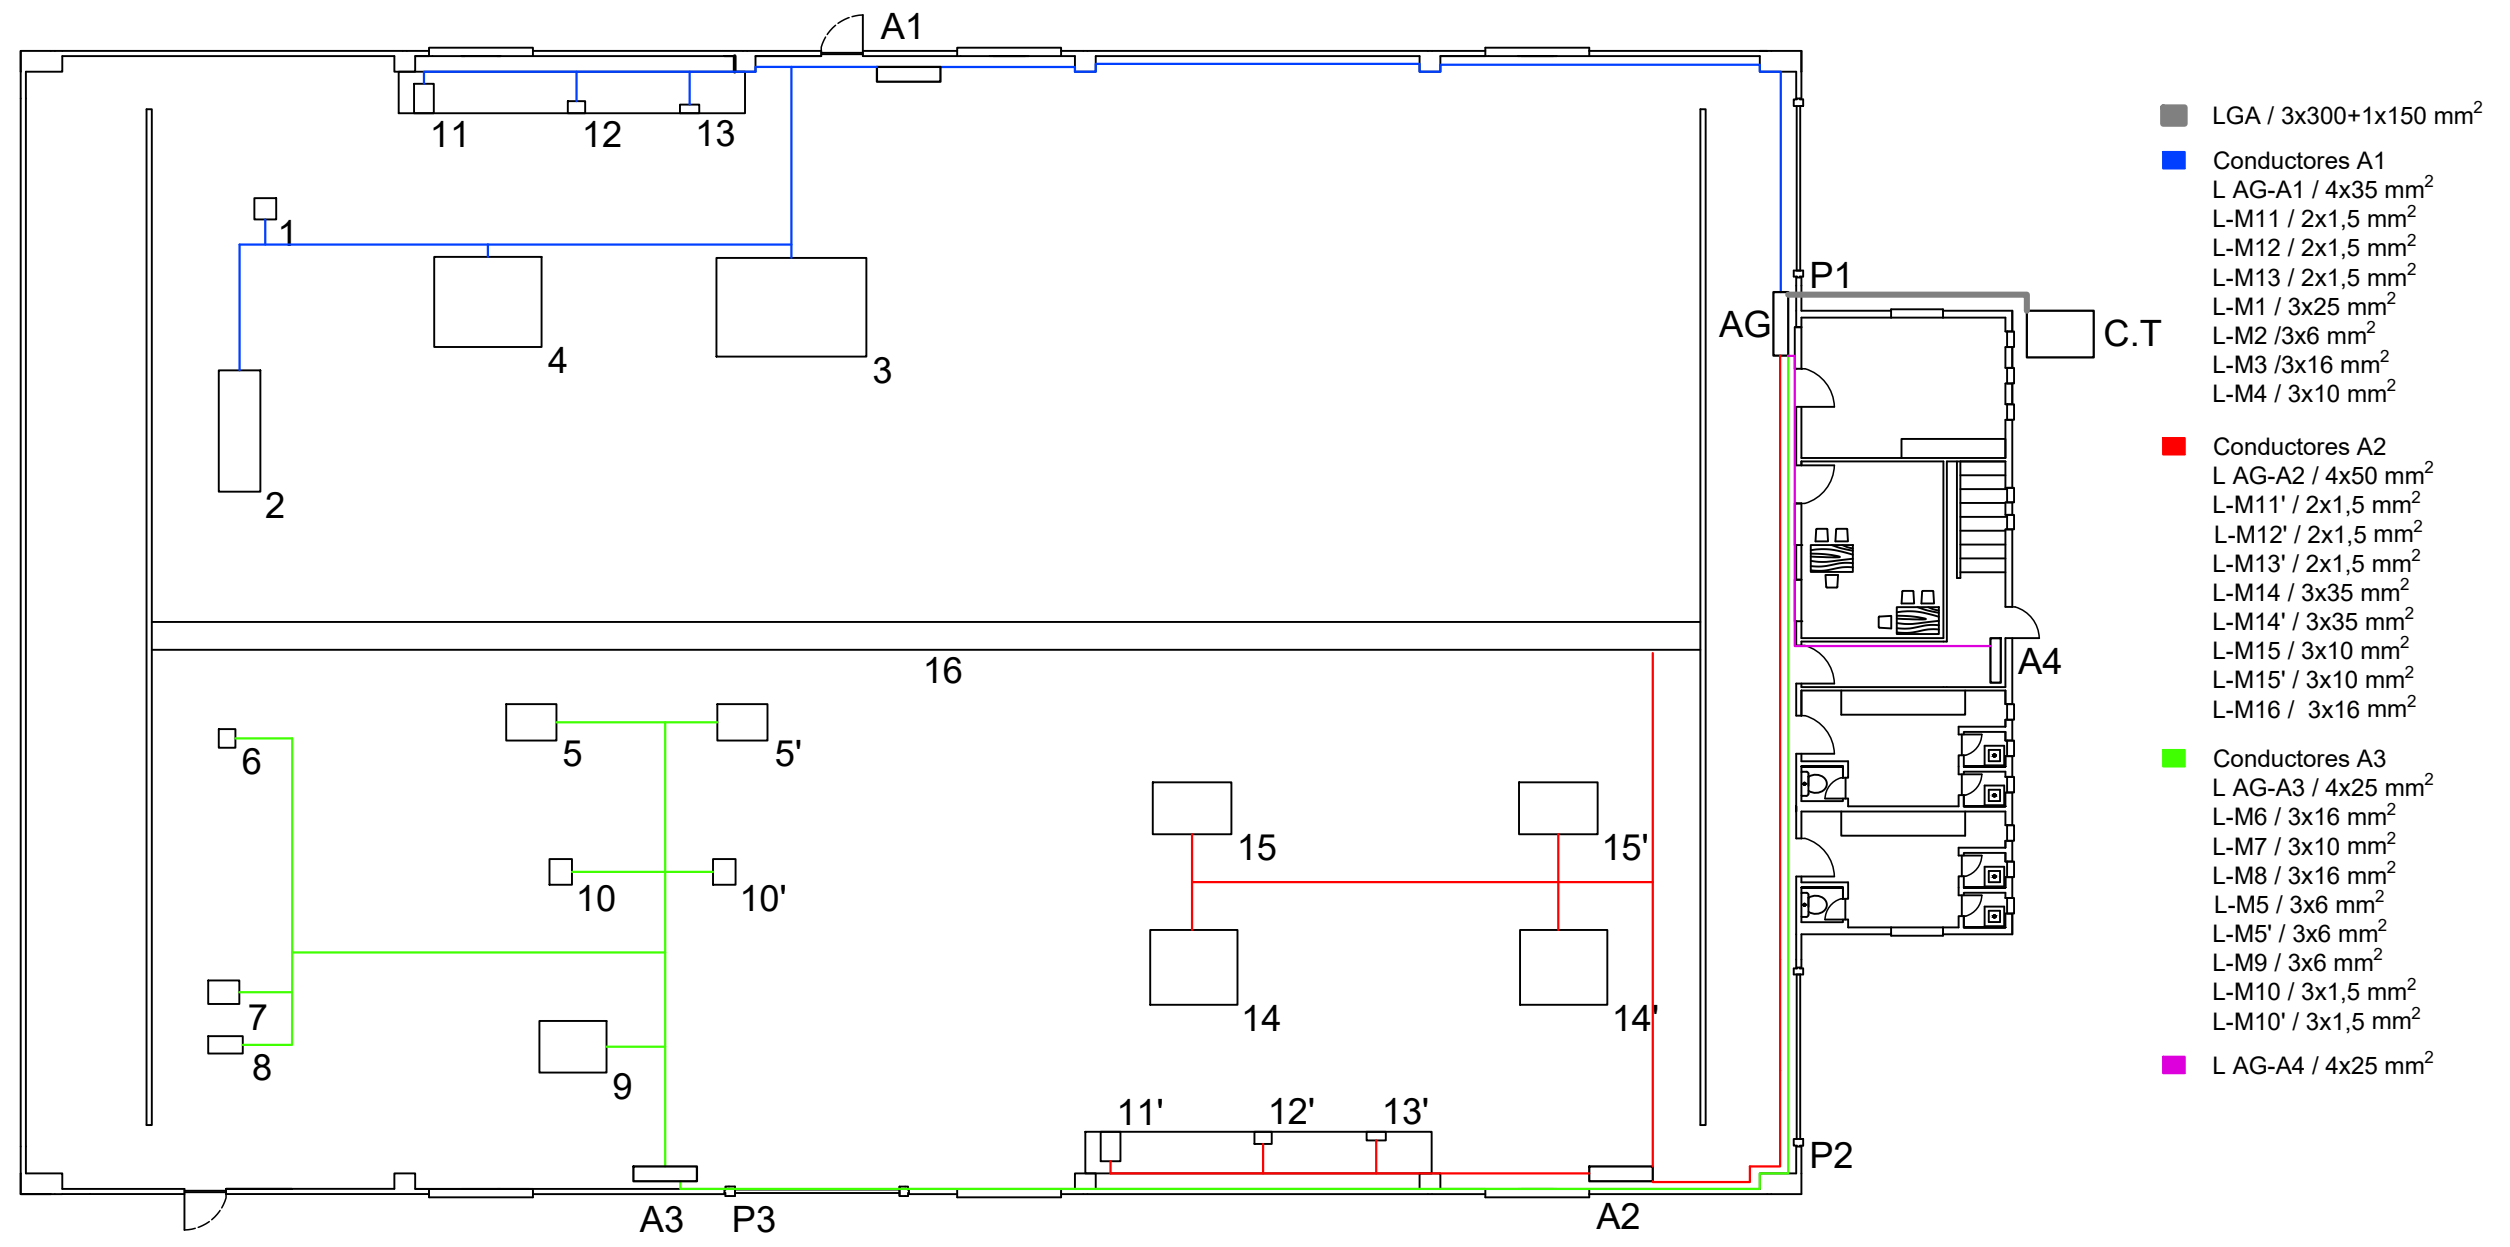 A1
11
12
13
1
2
4
3
P1
AG
C.T
16
A4
5
5'
6
10
10'
15
15'
7
8
9
14
14'
11'
12'
13'
P2
A3
P3
A2
LGA / 3x300+1x150 mm²
Conductores A1
L AG-A1 / 4x35 mm²
L-M11 / 2x1,5 mm²
L-M12 / 2x1,5 mm²
L-M13 / 2x1,5 mm²
L-M1 / 3x25 mm²
L-M2 /3x6 mm²
L-M3 /3x16 mm²
L-M4 / 3x10 mm²
Conductores A2
L AG-A2 / 4x50 mm²
L-M11' / 2x1,5 mm²
L-M12' / 2x1,5 mm²
L-M13' / 2x1,5 mm²
L-M14 / 3x35 mm²
L-M14' / 3x35 mm²
L-M15 / 3x10 mm²
L-M15' / 3x10 mm²
L-M16 / 3x16 mm²
Conductores A3
L AG-A3 / 4x25 mm²
L-M6 / 3x16 mm²
L-M7 / 3x10 mm²
L-M8 / 3x16 mm²
L-M5 / 3x6 mm²
L-M5' / 3x6 mm²
L-M9 / 3x6 mm²
L-M10 / 3x1,5 mm²
L-M10' / 3x1,5 mm²
L AG-A4 / 4x25 mm²